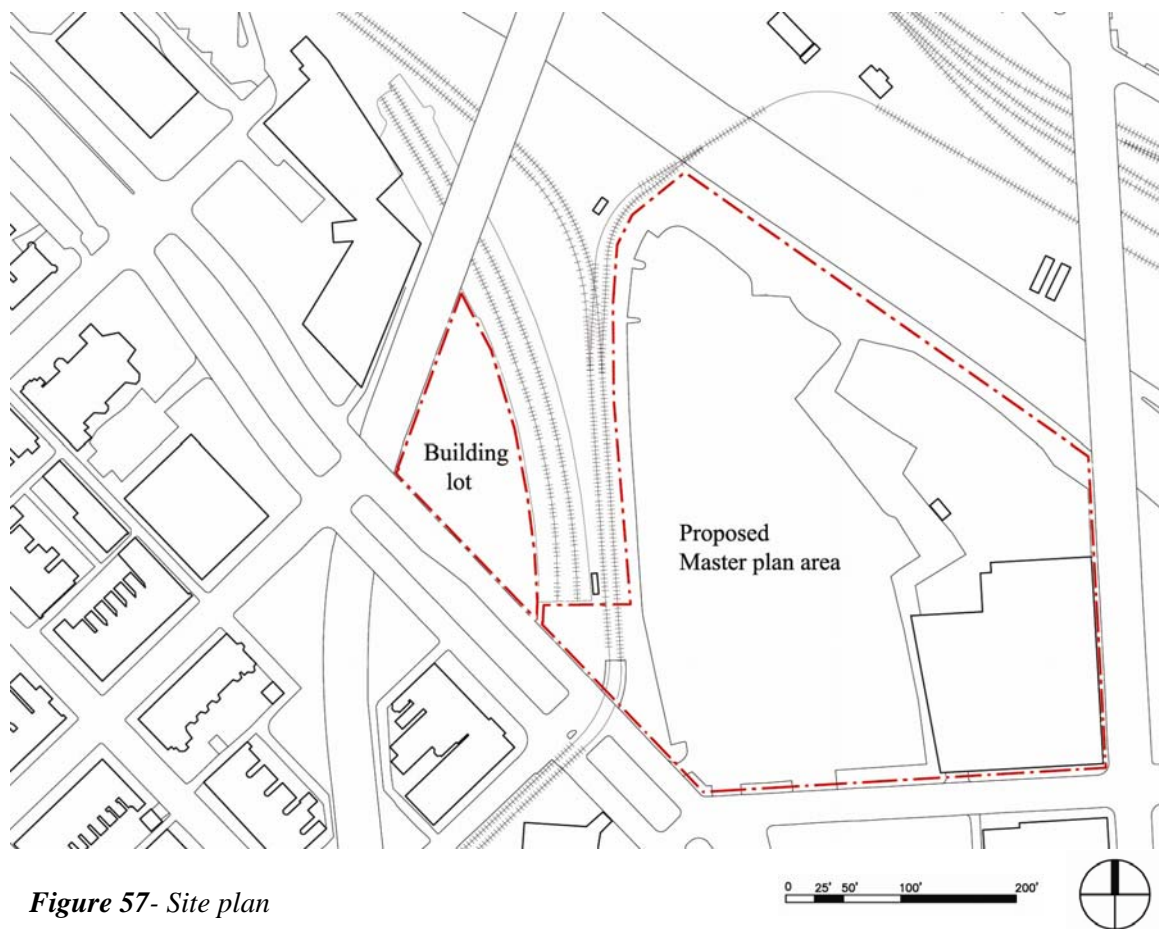 Building
lot
Proposed
Master plan area
Figure 57- Site plan
0 25' 50' 100' 200'